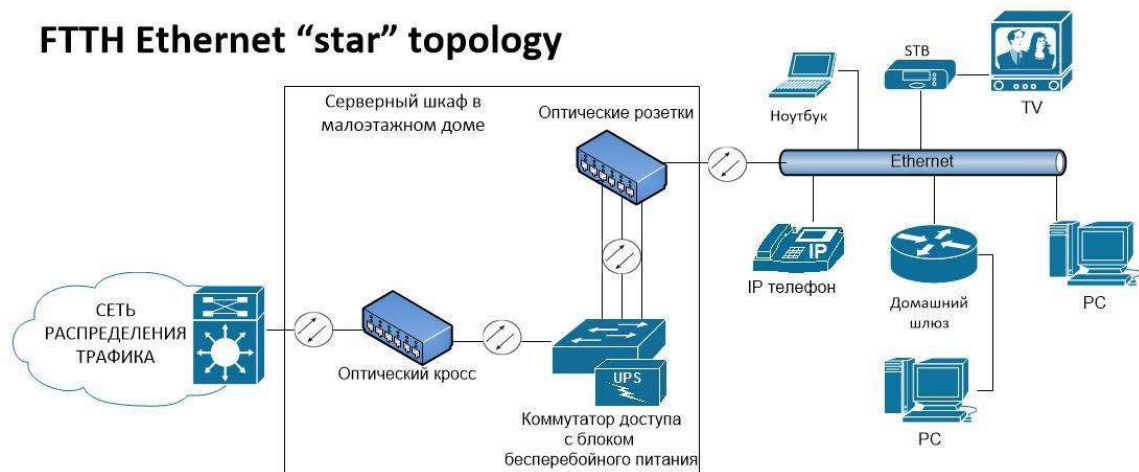 FTTH Ethernet “star” topology
Серверный шкаф в
малоэтажном доме
Оптические розетки
Ноутбук
STB
TV
Ethernet
IP
IP телефон
Домашний
шлюз
PC
СЕТЬ
РАСПРЕДЕЛЕНИЯ
ТРАФИКА
Оптический кросс
UPS
Коммутатор доступа
с блоком
бесперебойного питания
PC